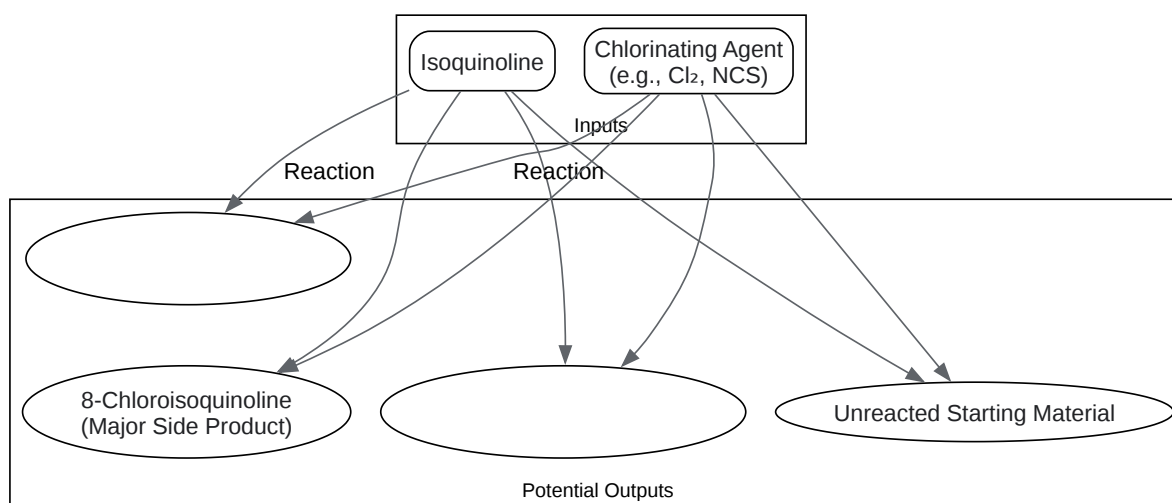 Isoquinoline
Chlorinating Agent
(e.g., Cl₂, NCS)
Inputs
Reaction
Reaction
8-Chloroisoquinoline
(Major Side Product)
Unreacted Starting Material
Potential Outputs